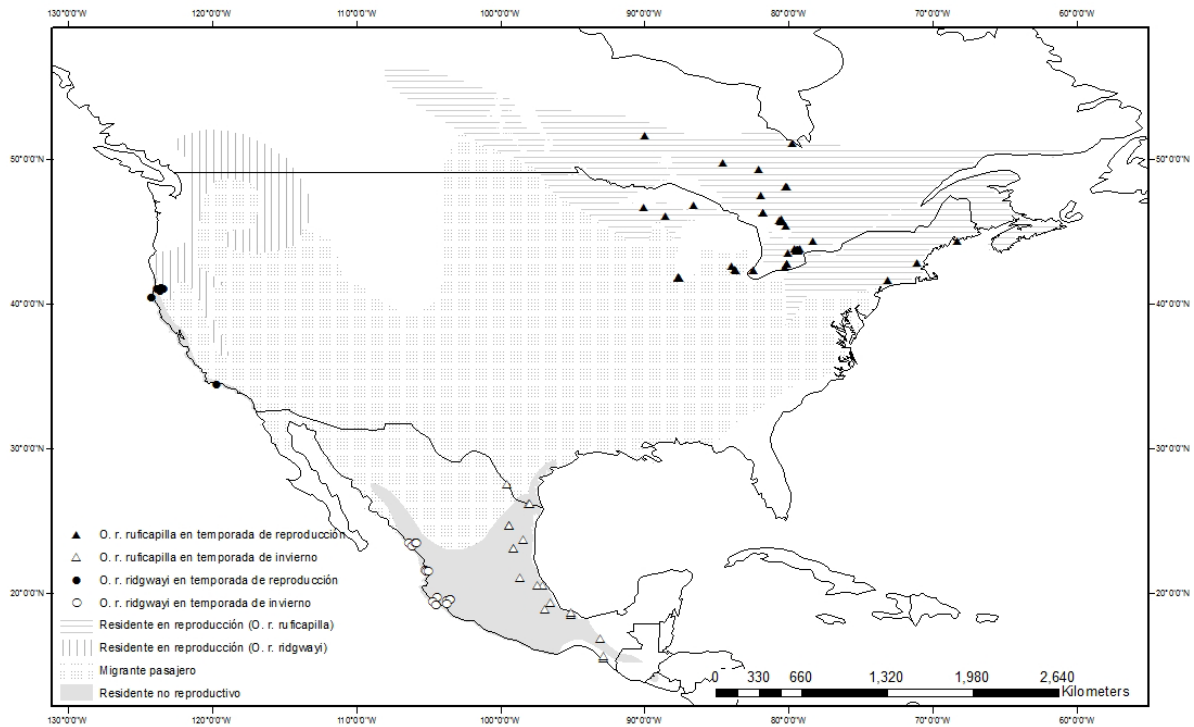 130°0'0"W 120°0'0"W 110°0'0"W 100°0'0"W 90°0'0"W 80°0'0"W 70°0'0"W 60°0'0"W
50°0'0"N 50°0'0"N
40°0'0"N 40°0'0"N
30°0'0"N 30°0'0"N
20°0'0"N 20°0'0"N
O. r. ruficapilla en temporada de reproducción
O. r. ruficapilla en temporada de invierno
O. r. ridgwayi en temporada de reproducción
O. r. ridgwayi en temporada de invierno
Residente en reproducción (O. r. ruficapilla)
Residente en reproducción (O. r. ridgwayi)
Migrante pasajero
Residente no reproductivo
0 330 660 1,320 1,980 2,640
Kilometers
130°0'0"W 120°0'0"W 110°0'0"W 100°0'0"W 90°0'0"W 80°0'0"W 70°0'0"W 60°0'0"W